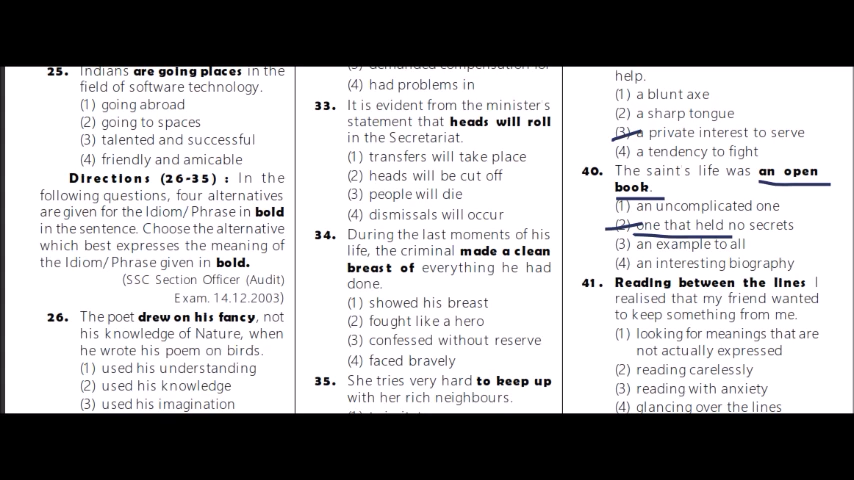 25. Indians are going places in the
field of software technology.
(1) going abroad
(2) going to spaces
(3) talented and successful
(4) friendly and amicable
Directions (26-35) : In the
following questions, four alternatives
are given for the Idiom/Phrase in bold
in the sentence. Choose the alternative
which best expresses the meaning of
the Idiom/Phrase given in bold.
(SSC Section Officer (Audit)
Exam. 14.12.2003)
26. The poet drew on his fancy, not
his knowledge of Nature, when
he wrote his poem on birds.
(1) used his understanding
(2) used his knowledge
(3) used his imagination
(3) demanded compensation for
(4) had problems in
33. It is evident from the minister's
statement that heads will roll
in the Secretariat.
(1) transfers will take place
(2) heads will be cut off
(3) people will die
(4) dismissals will occur
34. During the last moments of his
life, the criminal made a clean
breast of everything he had
done.
(1) showed his breast
(2) fought like a hero
(3) confessed without reserve
(4) faced bravely
35. She tries very hard to keep up
with her rich neighbours.
help.
(1) a blunt axe
(2) a sharp tongue
(3) a private interest to serve
(4) a tendency to fight
40. The saint's life was an open
book.
(1) an uncomplicated one
(2) one that held no secrets
(3) an example to all
(4) an interesting biography
41. Reading between the lines I
realised that my friend wanted
to keep something from me.
(1) looking for meanings that are
not actually expressed
(2) reading carelessly
(3) reading with anxiety
(4) glancing over the lines